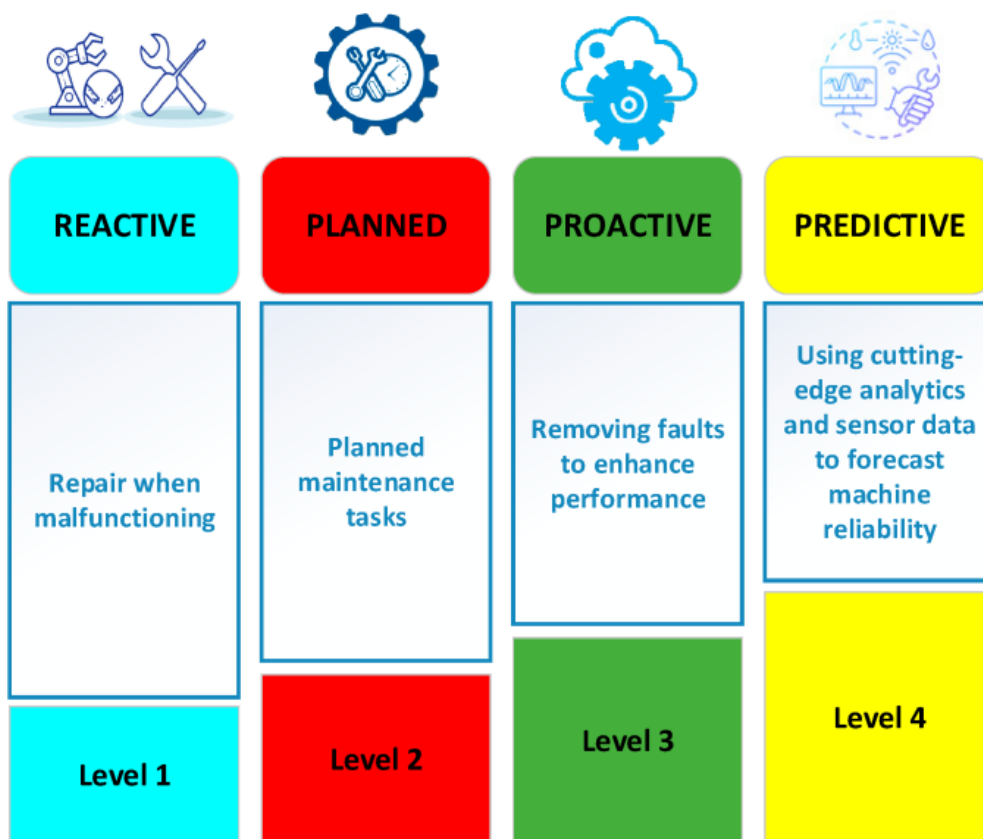 REACTIVE
PLANNED
PROACTIVE
PREDICTIVE
Repair when
malfunctioning
Planned
maintenance
tasks
Removing faults
to enhance
performance
Using cutting-
edge analytics
and sensor data
to forecast
machine
reliability
Level 1
Level 2
Level 3
Level 4